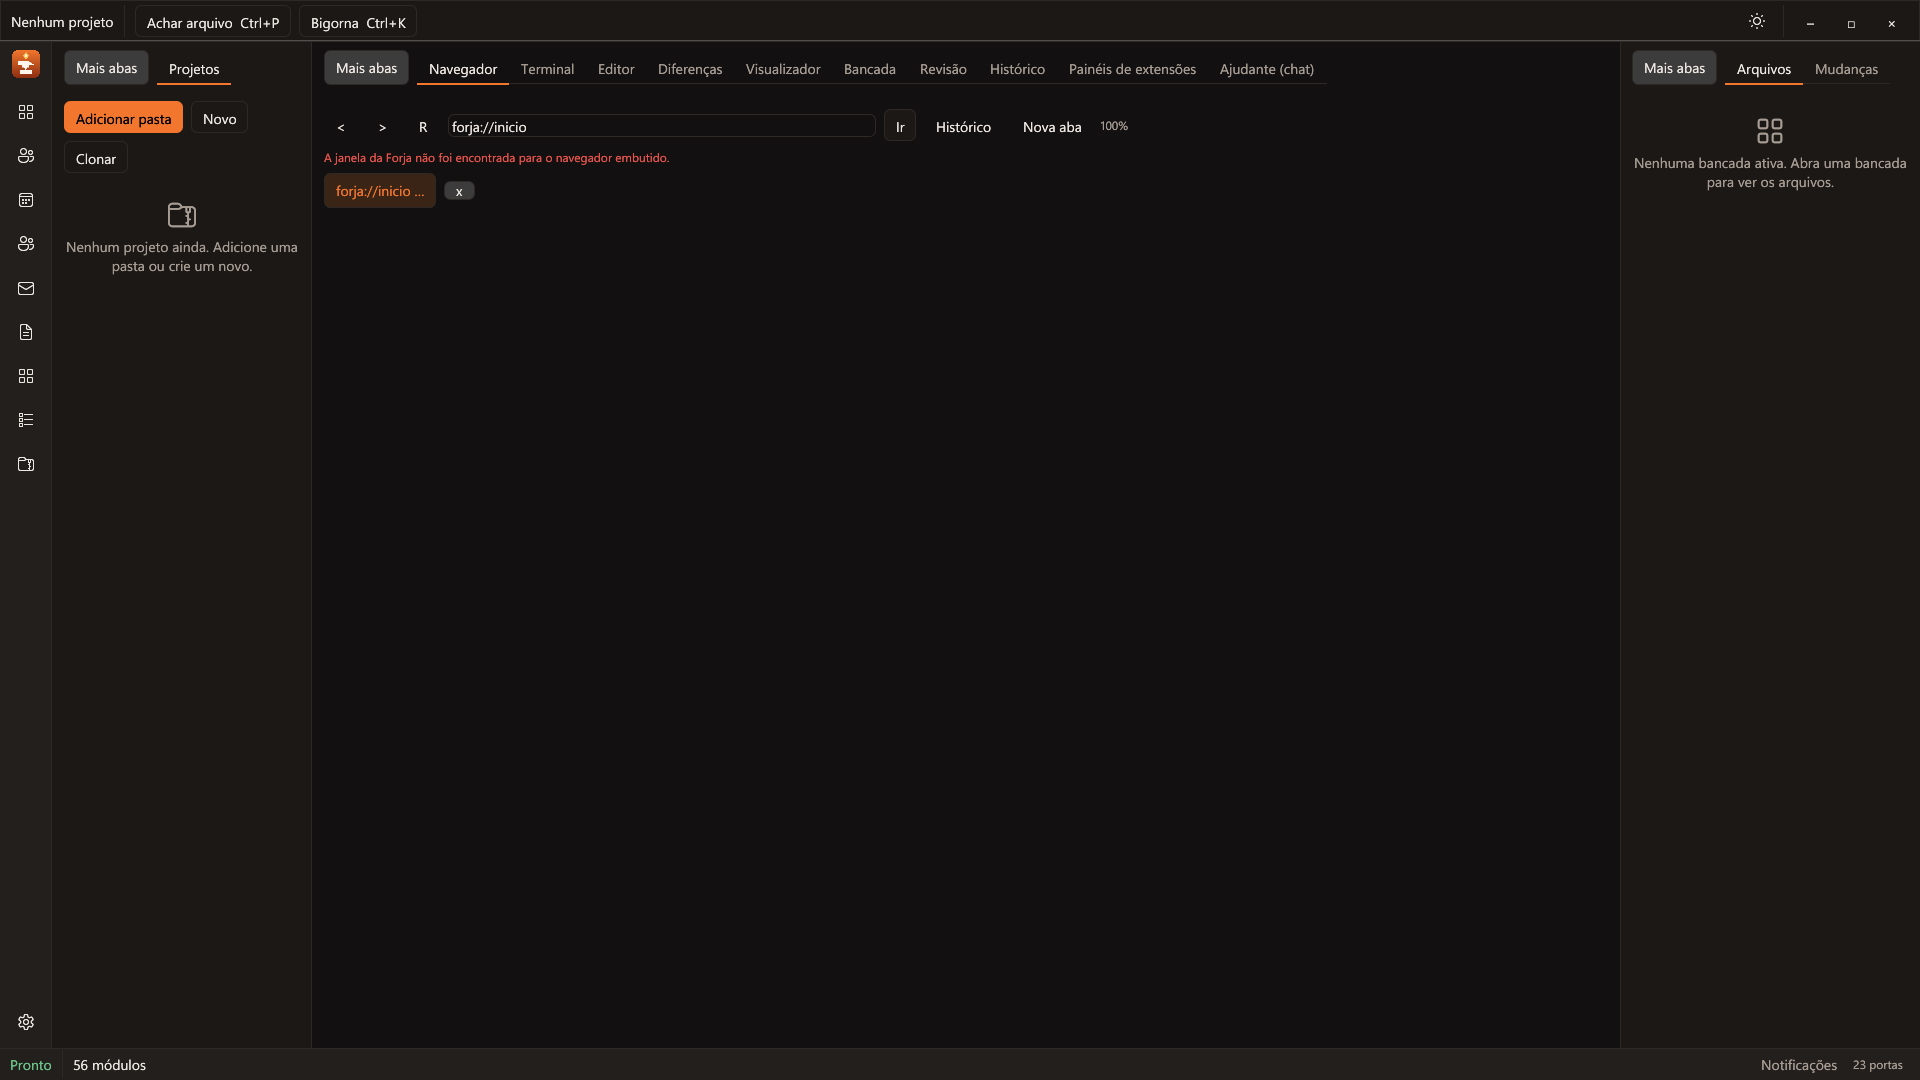 Nenhum projeto
Achar arquivo Ctrl+P
Bigorna Ctrl+K
Mais abas
Projetos
Adicionar pasta
Novo
Clonar
Nenhum projeto ainda. Adicione uma
pasta ou crie um novo.
Mais abas
Navegador
Terminal
Editor
Diferenças
Visualizador
Bancada
Revisão
Histórico
Painéis de extensões
Ajudante (chat)
< > R forja://inicio Ir Histórico Nova aba 100%
A janela da Forja não foi encontrada para o navegador embutido.
forja://inicio ... x
Mais abas
Arquivos
Mudanças
Nenhuma bancada ativa. Abra uma bancada
para ver os arquivos.
Pronto
56 módulos
Notificações
23 portas